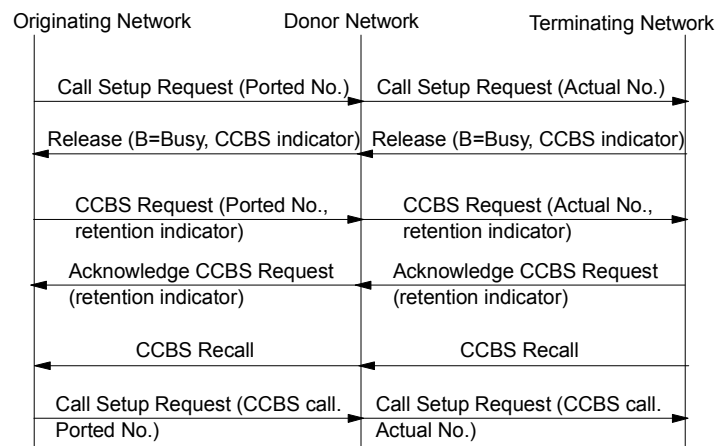 Originating Network Donor Network Terminating Network
Call Setup Request (Ported No.) Call Setup Request (Actual No.)
Release (B=Busy, CCBS indicator) Release (B=Busy, CCBS indicator)
CCBS Request (Ported No., CCBS Request (Actual No.,
retention indicator) retention indicator)
Acknowledge CCBS Request Acknowledge CCBS Request
(retention indicator) (retention indicator)
CCBS Recall CCBS Recall
Call Setup Request (CCBS call. Call Setup Request (CCBS call.
Ported No.) Actual No.)